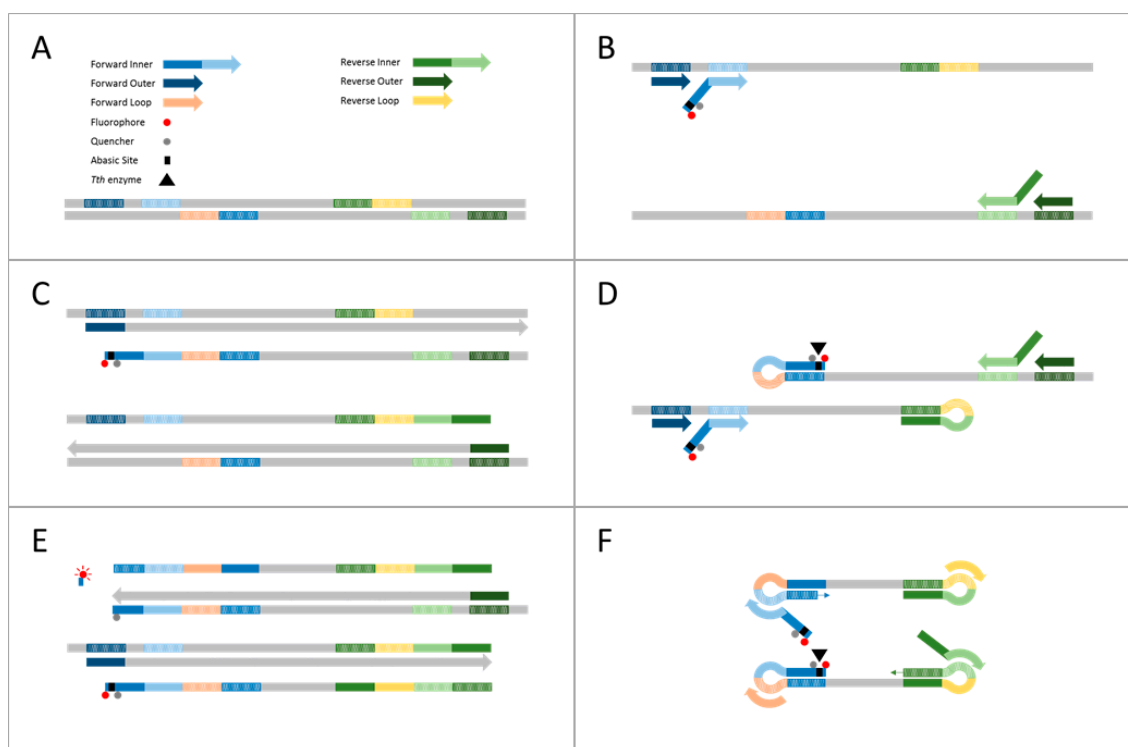 A
Forward Inner
Forward Outer
Forward Loop
Fluorophore
Quencher
Abasic Site
Tth enzyme
Reverse Inner
Reverse Outer
Reverse Loop
B
C
D
E
F